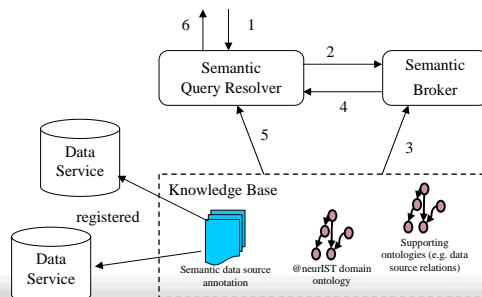 6
1
Semantic
Query Resolver
2
4
Semantic
Broker
5
3
Data
Service
Knowledge Base
registered
Data
Service
Semantic data source
annotation
@neurIST domain
ontology
Supporting
ontologies (e.g. data
source relations)